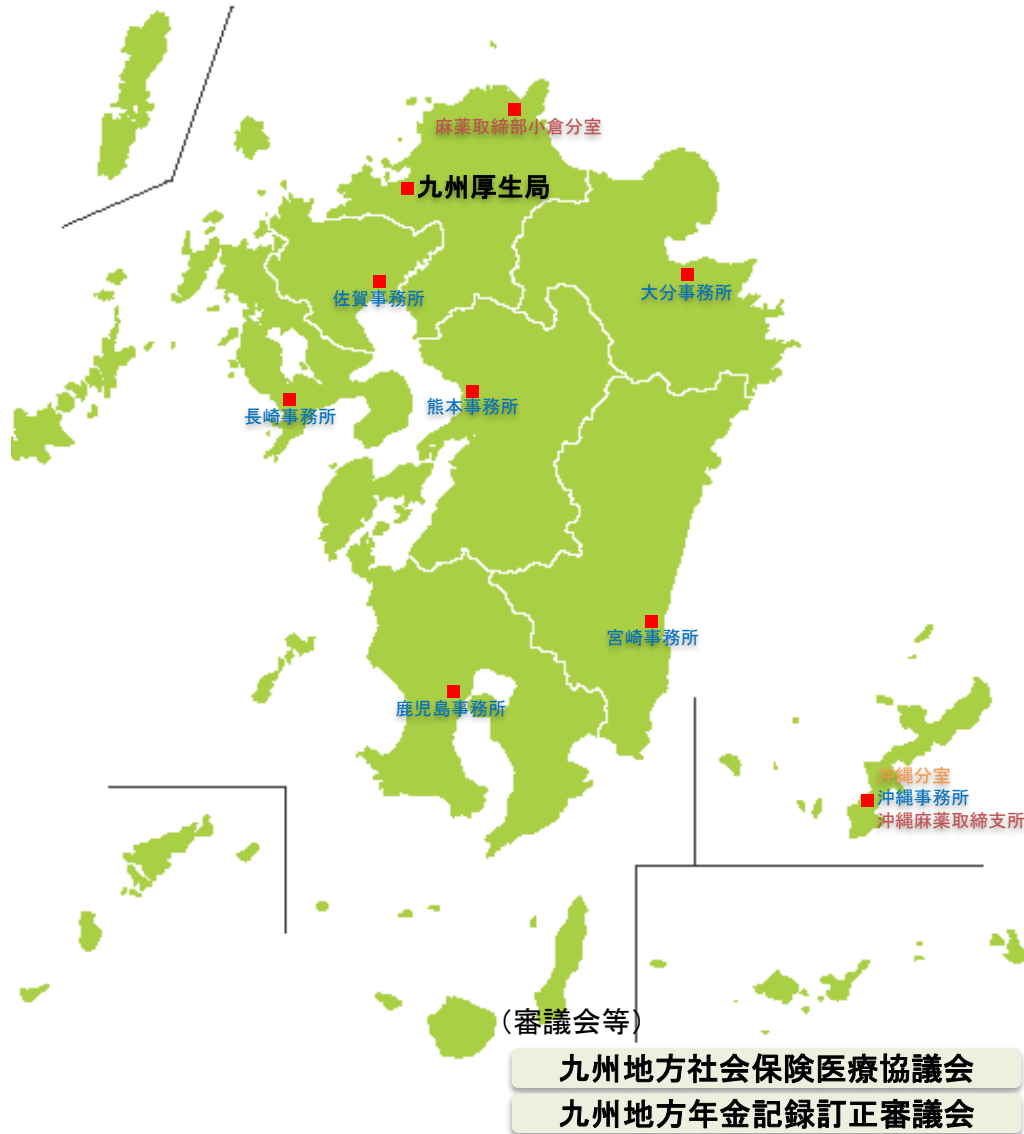 麻薬取締部小倉分室
九州厚生局
佐賀事務所
大分事務所
長崎事務所
熊本事務所
宮崎事務所
鹿児島事務所
沖縄分室
沖縄事務所
沖縄麻薬取締支所
（審議会等）
九州地方社会保険医療協議会
九州地方年金記録訂正審議会